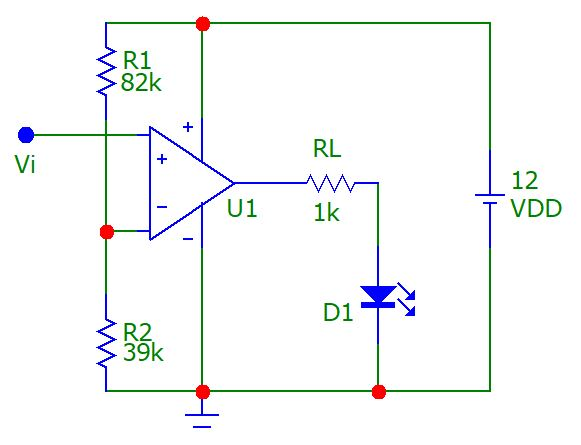 R1
82k
+
Vi
+
−
−
U1
RL
1k
12
VDD
D1
R2
39k